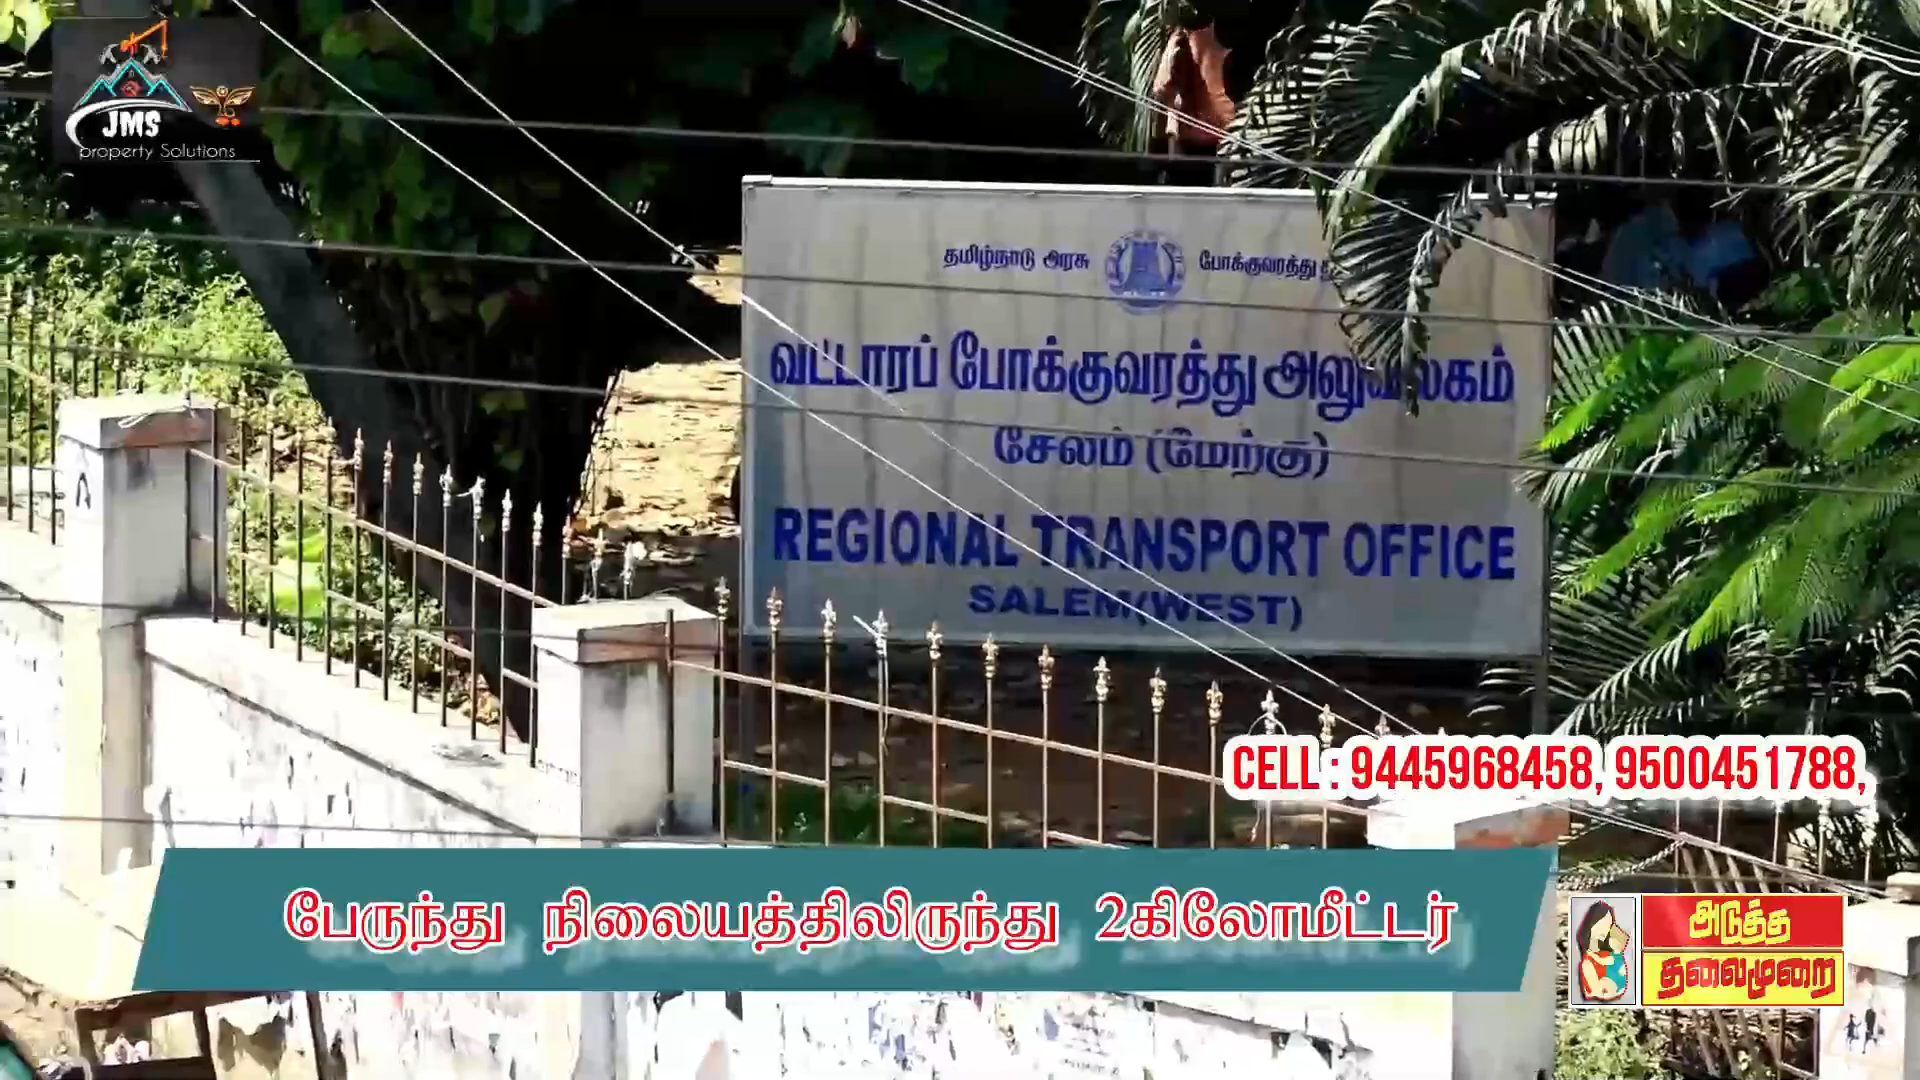 JMS
property Solutions
தமிழ்நாடு அரசு போக்குவரத்து
வட்டாரப் போக்குவரத்து அலுவலகம்
சேலம் (மேற்கு)
REGIONAL TRANSPORT OFFICE
SALEM(WEST)
CELL : 9445968458, 9500451788,
பேருந்து நிலையத்திலிருந்து 2கிலோமீட்டர்
அடுத்த
தலைமுறை